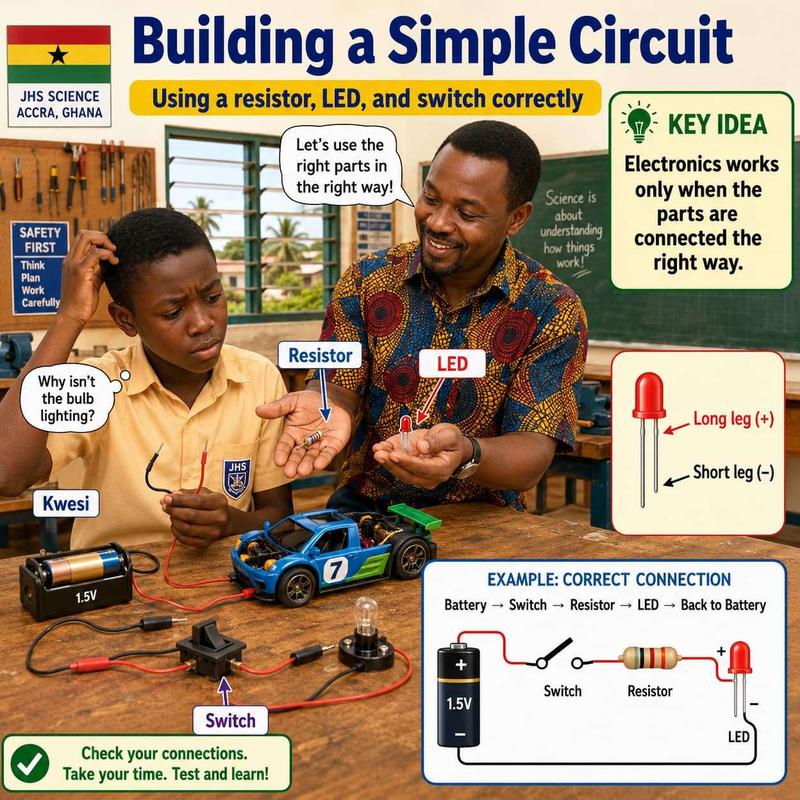 Building a Simple Circuit
Using a resistor, LED, and switch correctly
JHS SCIENCE
ACCRA, GHANA
KEY IDEA
Electronics works
only when the
parts are
connected the
right way.
Let's use the
right parts in
the right way!
Science is
about
understanding
how things
work!
SAFETY
FIRST
Think
Plan
Work
Carefully
Resistor
LED
Why isn't
the bulb
lighting?
Long leg (+)
Short leg (−)
JHS
Kwesi
1.5V
7
Switch
EXAMPLE: CORRECT CONNECTION
Battery → Switch → Resistor → LED → Back to Battery
+
1.5V
−
Switch
Resistor
+
−
LED
Check your connections.
Take your time. Test and learn!